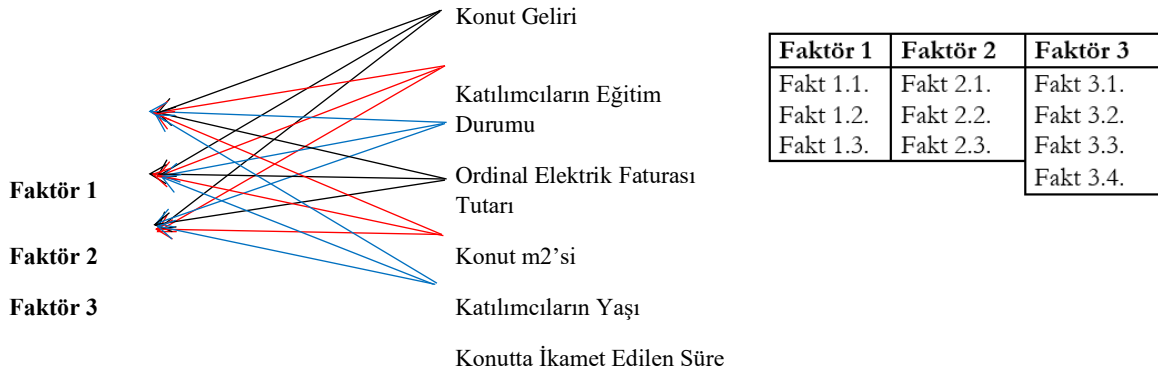 Konut Geliri
Katılımcıların Eğitim
Durumu
Ordinal Elektrik Faturası
Tutarı
Konut m2’si
Katılımcıların Yaşı
Konutta İkamet Edilen Süre
Faktör 1
Faktör 2
Faktör 3
Faktör 1 Faktör 2 Faktör 3
Fakt 1.1. Fakt 2.1. Fakt 3.1.
Fakt 1.2. Fakt 2.2. Fakt 3.2.
Fakt 1.3. Fakt 2.3. Fakt 3.3.
Fakt 3.4.